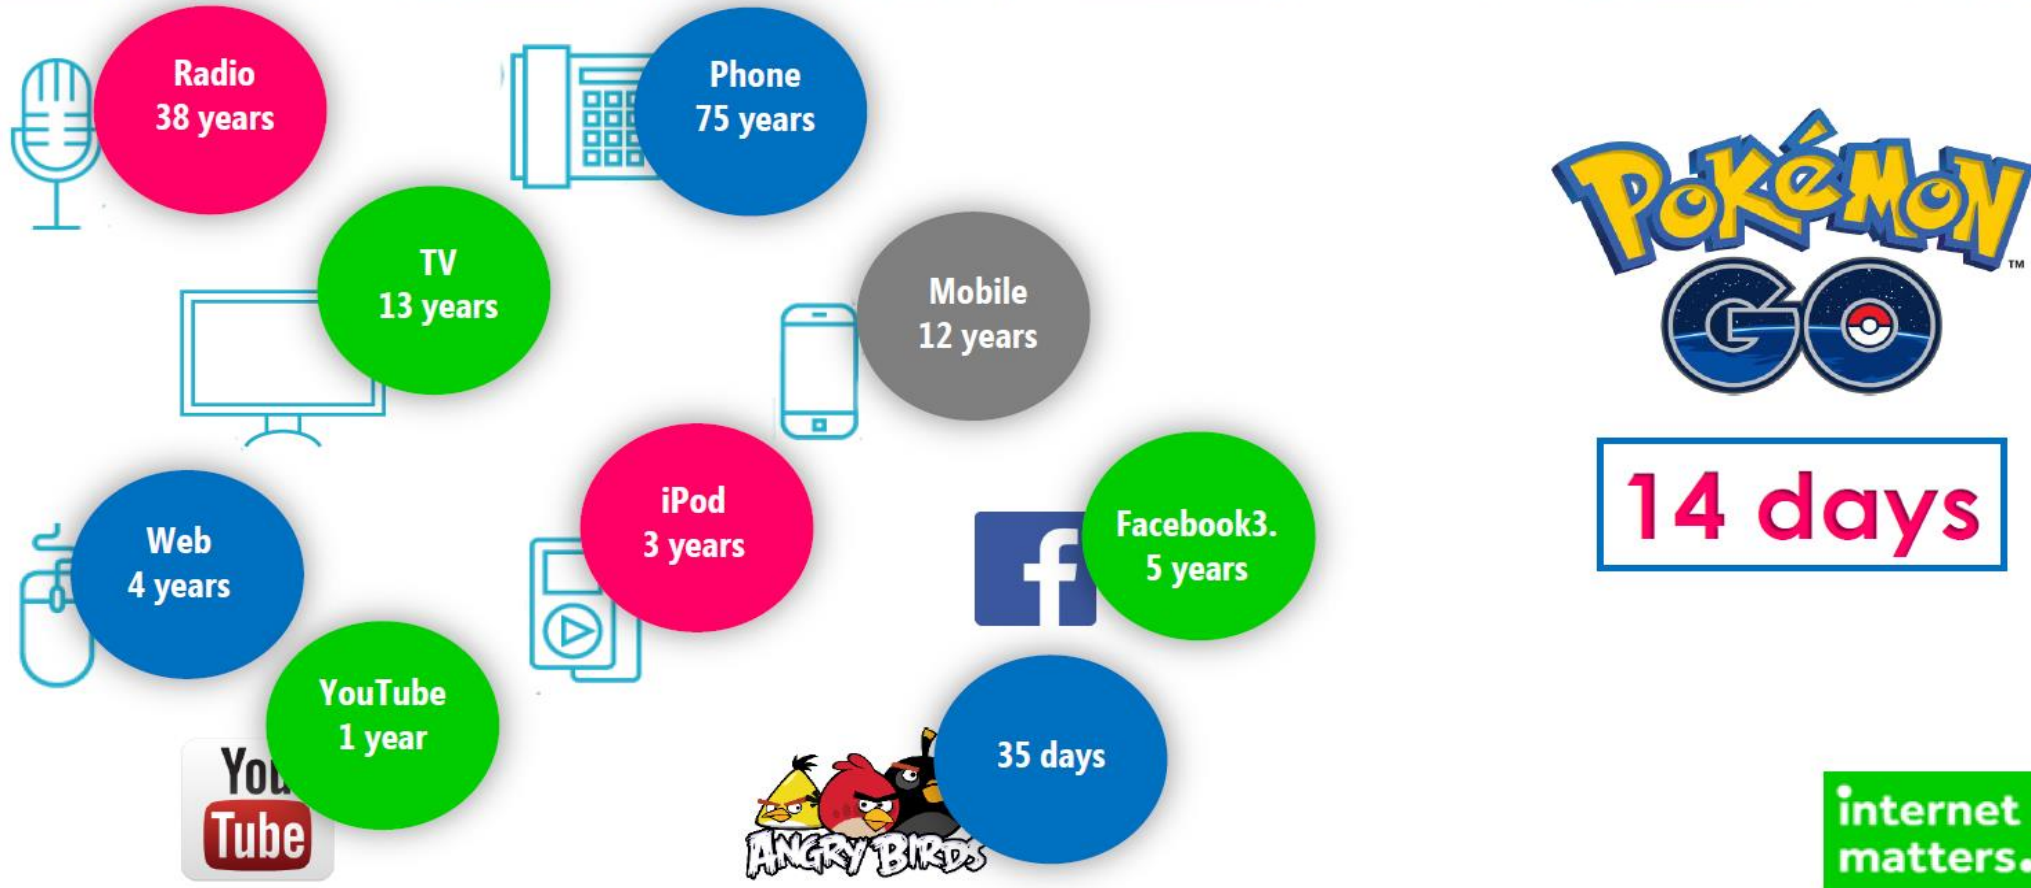 Radio
38 years
Phone
75 years
TV
13 years
Mobile
12 years
Web
4 years
iPod
3 years
Facebook3.
5 years
YouTube
1 year
You
Tube
35 days
ANGRY BIRDS
POKÉMON
TM
GO
14 days
internet
matters.